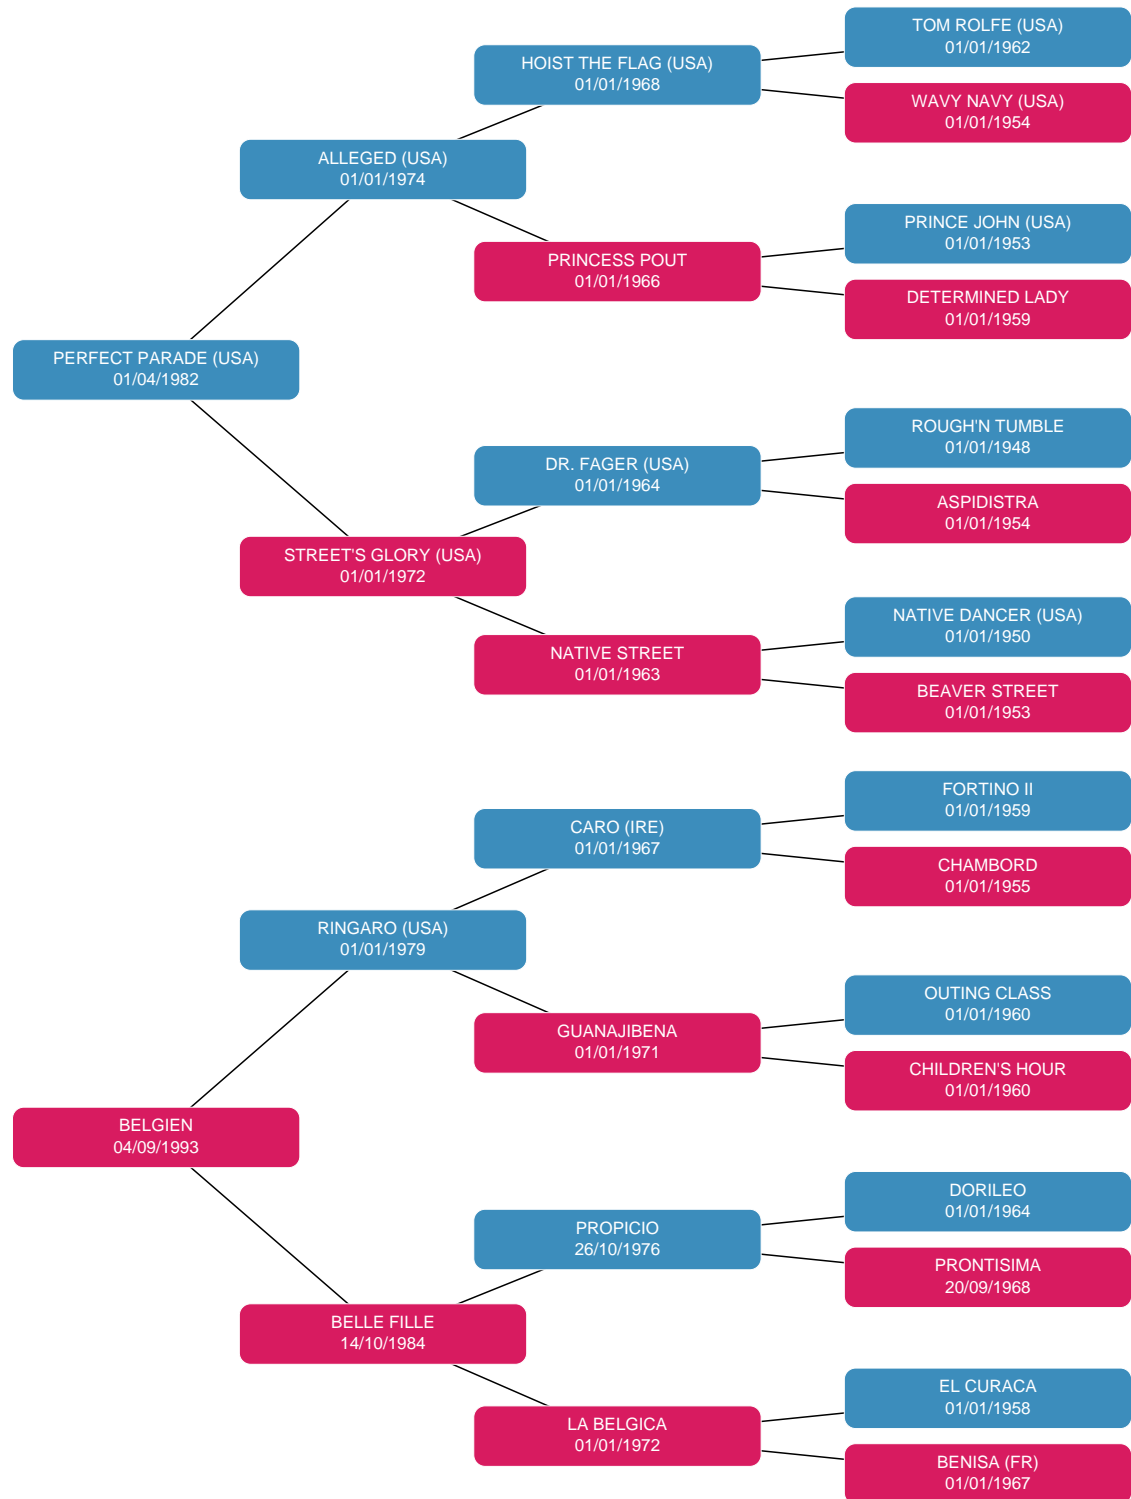 TOM ROLFE (USA)
01/01/1962
HOIST THE FLAG (USA)
01/01/1968
WAVY NAVY (USA)
01/01/1954
ALLEGED (USA)
01/01/1974
PRINCE JOHN (USA)
01/01/1953
PRINCESS POUT
01/01/1966
DETERMINED LADY
01/01/1959
PERFECT PARADE (USA)
01/04/1982
ROUGH'N TUMBLE
01/01/1948
DR. FAGER (USA)
01/01/1964
ASPIDISTRA
01/01/1954
STREET'S GLORY (USA)
01/01/1972
NATIVE DANCER (USA)
01/01/1950
NATIVE STREET
01/01/1963
BEAVER STREET
01/01/1953
FORTINO II
01/01/1959
CARO (IRE)
01/01/1967
CHAMBORD
01/01/1955
RINGARO (USA)
01/01/1979
OUTING CLASS
01/01/1960
GUANAJIBENA
01/01/1971
CHILDREN'S HOUR
01/01/1960
BELGIEN
04/09/1993
DORILEO
01/01/1964
PROPICIO
26/10/1976
PRONTISIMA
20/09/1968
BELLE FILLE
14/10/1984
EL CURACA
01/01/1958
LA BELGICA
01/01/1972
BENISA (FR)
01/01/1967